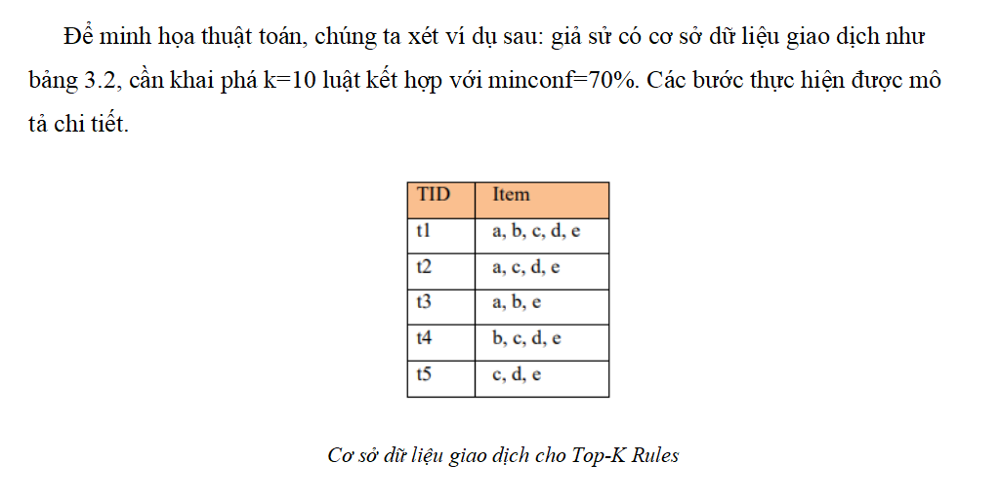 Để minh họa thuật toán, chúng ta xét ví dụ sau: giả sử có cơ sở dữ liệu giao dịch như
bảng 3.2, cần khai phá k=10 luật kết hợp với minconf=70%. Các bước thực hiện được mô
tả chi tiết.
TID Item
t1 a, b, c, d, e
t2 a, c, d, e
t3 a, b, e
t4 b, c, d, e
t5 c, d, e
Cơ sở dữ liệu giao dịch cho Top-K Rules